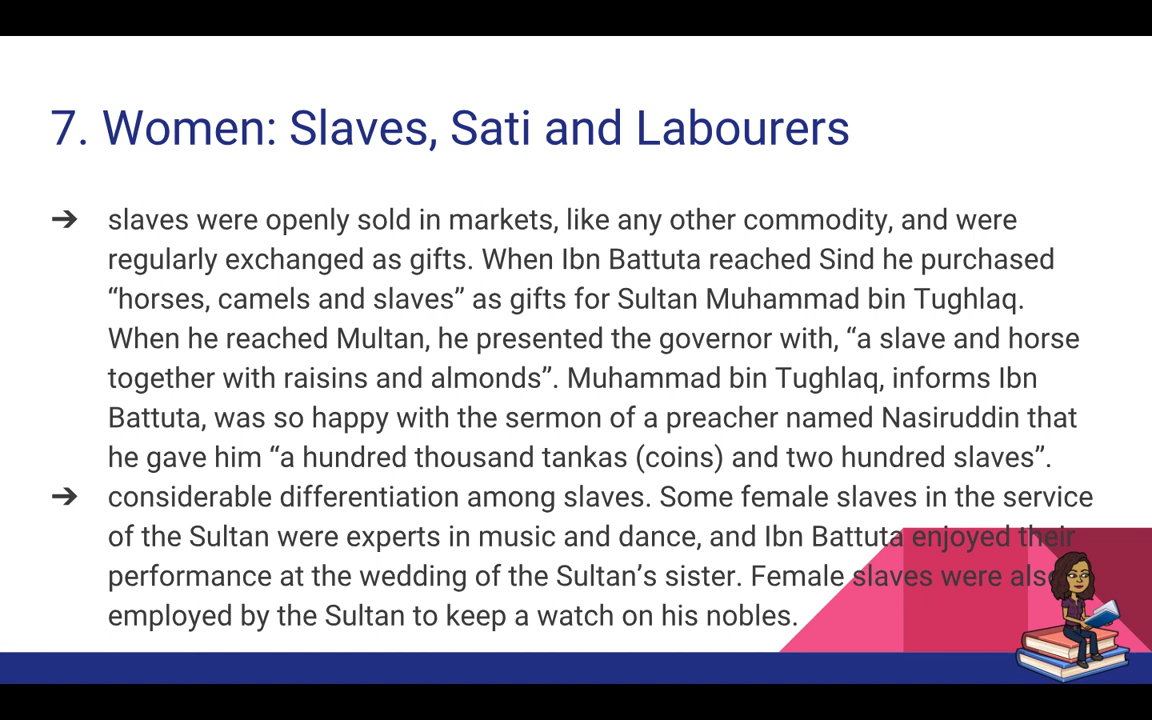 7. Women: Slaves, Sati and Labourers
➔ slaves were openly sold in markets, like any other commodity, and were
regularly exchanged as gifts. When Ibn Battuta reached Sind he purchased
“horses, camels and slaves” as gifts for Sultan Muhammad bin Tughlaq.
When he reached Multan, he presented the governor with, “a slave and horse
together with raisins and almonds”. Muhammad bin Tughlaq, informs Ibn
Battuta, was so happy with the sermon of a preacher named Nasiruddin that
he gave him “a hundred thousand tankas (coins) and two hundred slaves”.
➔ considerable differentiation among slaves. Some female slaves in the service
of the Sultan were experts in music and dance, and Ibn Battuta enjoyed their
performance at the wedding of the Sultan’s sister. Female slaves were also
employed by the Sultan to keep a watch on his nobles.